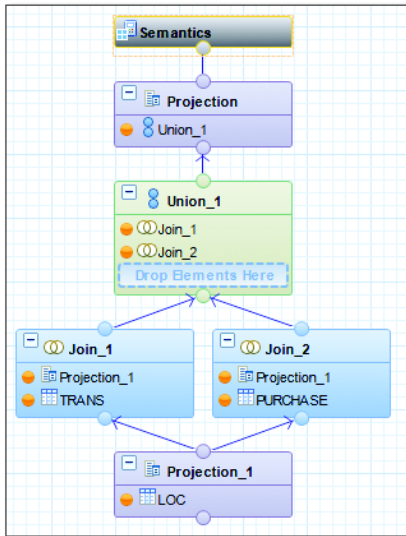 Semantics
Projection
Union_1
Union_1
Join_1
Join_2
Drop Elements Here
Join_1
Projection_1
TRANS
Join_2
Projection_1
PURCHASE
Projection_1
LOC